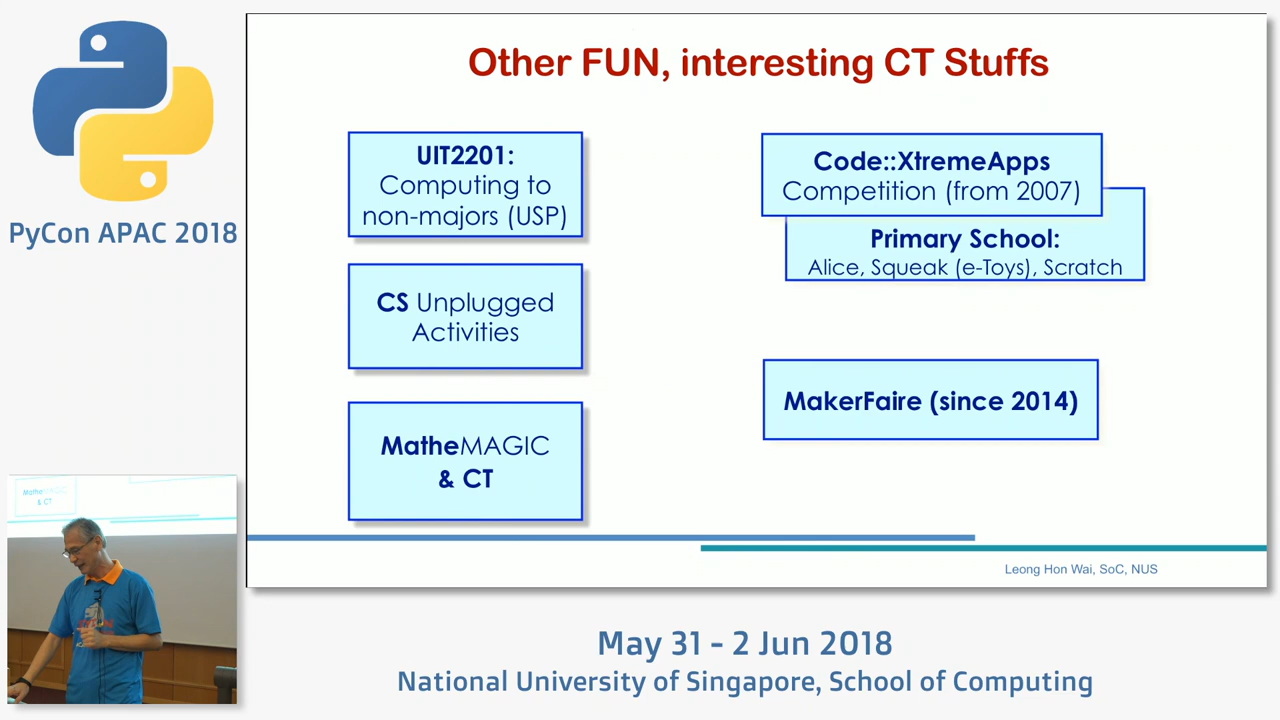 Other FUN, interesting CT Stuffs
UIT2201:
Computing to
non-majors (USP)
CS Unplugged
Activities
MatheMAGIC
& CT
Code::XtremeApps
Competition (from 2007)
Primary School:
Alice, Squeak (e-Toys), Scratch
MakerFaire (since 2014)
Leong Hon Wai, SoC, NUS
PyCon APAC 2018
MatheMAGIC
& CT
May 31 - 2 Jun 2018
National University of Singapore, School of Computing